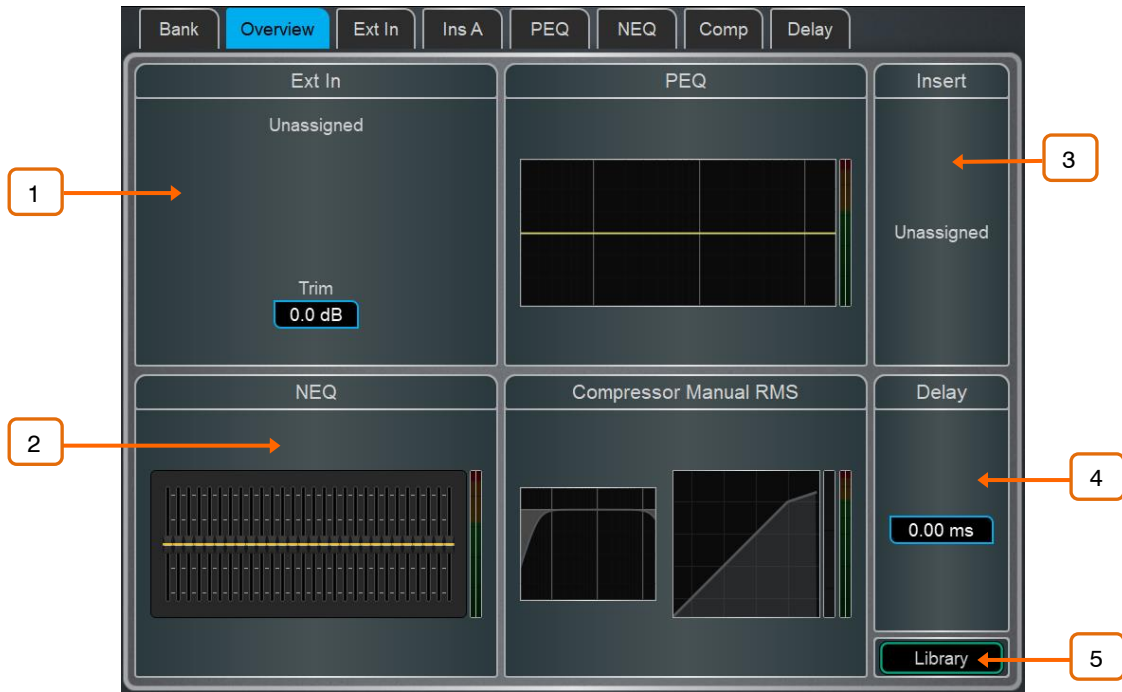 Bank Overview Ext In Ins A PEQ NEQ Comp Delay
Ext In
Unassigned
Trim
0.0 dB
PEQ
Insert
Unassigned
1
3
NEQ
Compressor Manual RMS
Delay
0.00 ms
2
4
Library
5